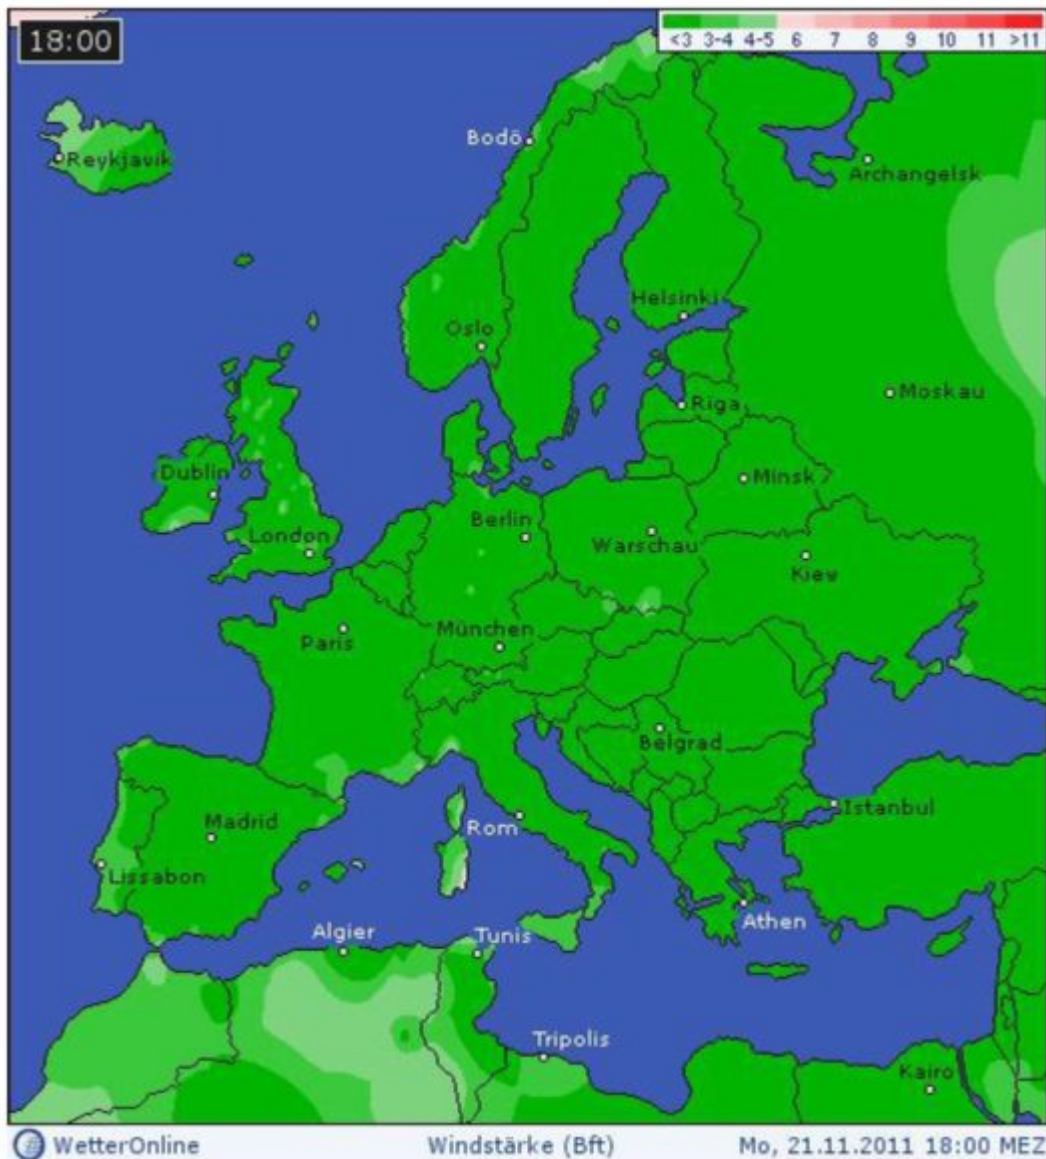 18:00
<3 3-4 4-5 6 7 8 9 10 11 >11
Bodö
Reykjavik
Archangelsk
Helsinki
Oslo
Moskau
Riga
Dublin
Minsk
Berlin
London
Warschau
Kiew
Paris
München
Belgrad
Istanbul
Madrid
Rom
Lissabon
Athen
Algier
Tunis
Tripolis
Kairo
WetterOnline Windstärke (Bft) Mo, 21.11.2011 18:00 MEZ